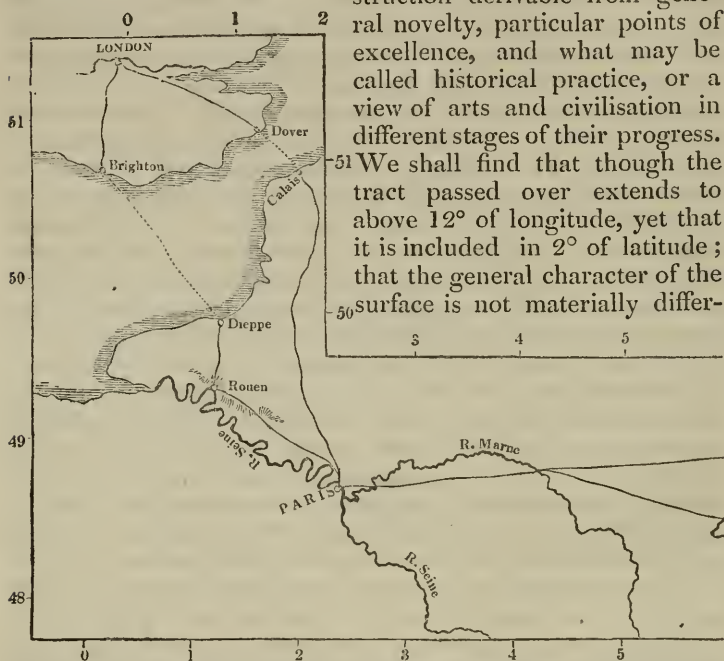 struction derivable from gene-
ral novelty, particular points of
excellence, and what may be
called historical practice, or a
view of arts and civilisation in
different stages of their progress.
We shall find that though the
tract passed over extends to
above 12° of longitude, yet that
it is included in 2° of latitude;
that the general character of the
surface is not materially differ-
0 1 2
LONDON
51
Dover
Brighton
51
Calais
50
50
Dieppe
3 4 5
Rouen
49
R. Seine
R. Marne
PARIS
R. Seine
48
0 1 2 3 4 5